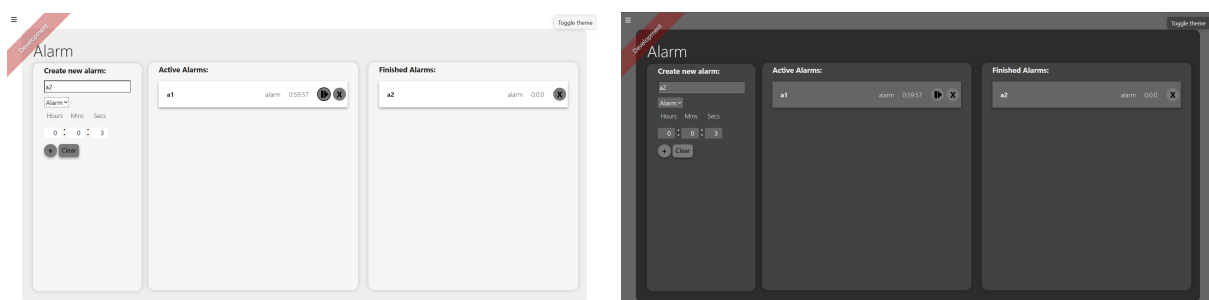 ☰
Toggle theme
Development
Alarm
Create new alarm:
a2
Alarm
Hours Mins Secs
0 : 0 : 3
+ Clear
Active Alarms:
a1 alarm 0:59:57 X
Finished Alarms:
a2 alarm 0:0:0 X
☰
Toggle theme
Development
Alarm
Create new alarm:
a2
Alarm
Hours Mins Secs
0 : 0 : 3
+ Clear
Active Alarms:
a1 alarm 0:59:57 X
Finished Alarms:
a2 alarm 0:0:0 X